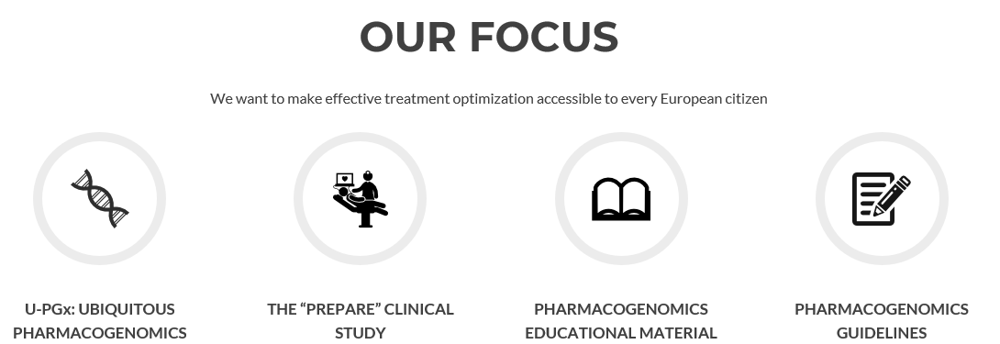 OUR FOCUS
We want to make effective treatment optimization accessible to every European citizen
U-PGx: UBIQUITOUS
PHARMACOGENOMICS
THE “PREPARE” CLINICAL
STUDY
PHARMACOGENOMICS
EDUCATIONAL MATERIAL
PHARMACOGENOMICS
GUIDELINES